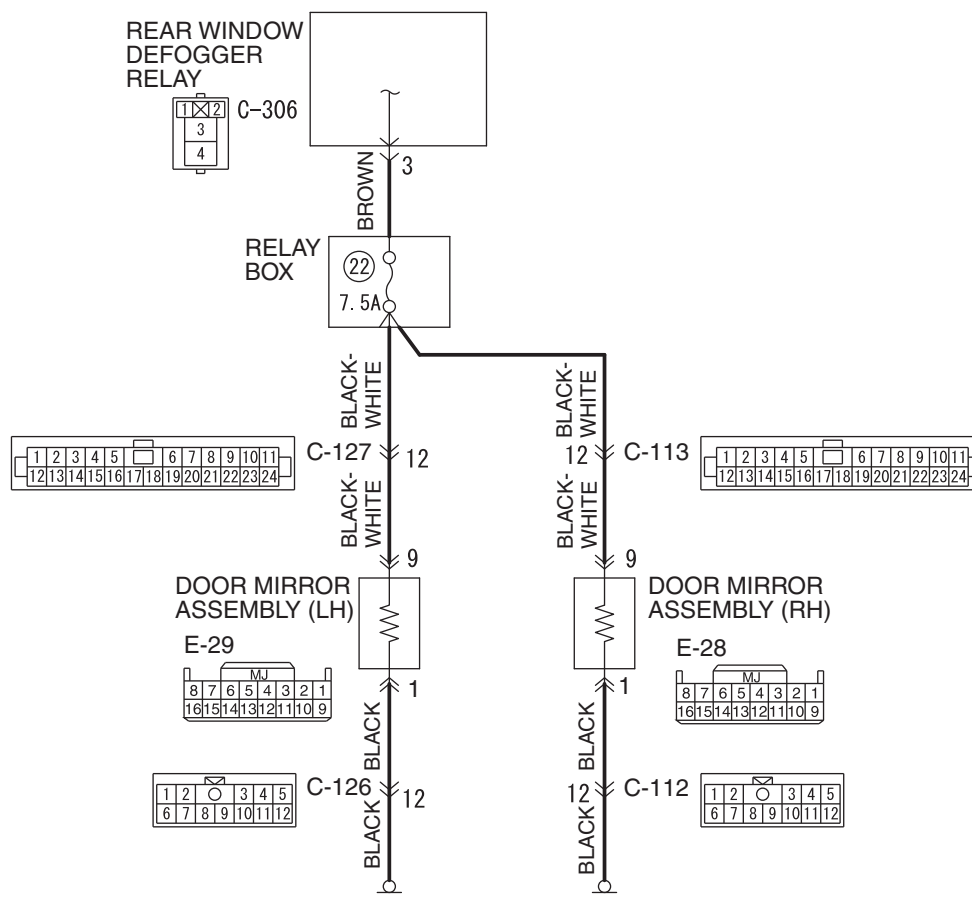 REAR WINDOW
DEFOGGER
RELAY
C-306
1 2
3
4
3
BROWN
RELAY
BOX
22
7.5A
BLACK-
WHITE
BLACK-
WHITE
C-127
12
1 2 3 4 5 6 7 8 9 10 11
12 13 14 15 16 17 18 19 20 21 22 23 24
12
C-113
1 2 3 4 5 6 7 8 9 10 11
12 13 14 15 16 17 18 19 20 21 22 23 24
BLACK-
WHITE
BLACK-
WHITE
9
9
DOOR MIRROR
ASSEMBLY (LH)
E-29
MJ
8 7 6 5 4 3 2 1
16 15 14 13 12 11 10 9
DOOR MIRROR
ASSEMBLY (RH)
E-28
MJ
8 7 6 5 4 3 2 1
16 15 14 13 12 11 10 9
1
1
BLACK
BLACK
C-126
12
1 2 3 4 5
6 7 8 9 10 11 12
12
C-112
1 2 3 4 5
6 7 8 9 10 11 12
BLACK
BLACK